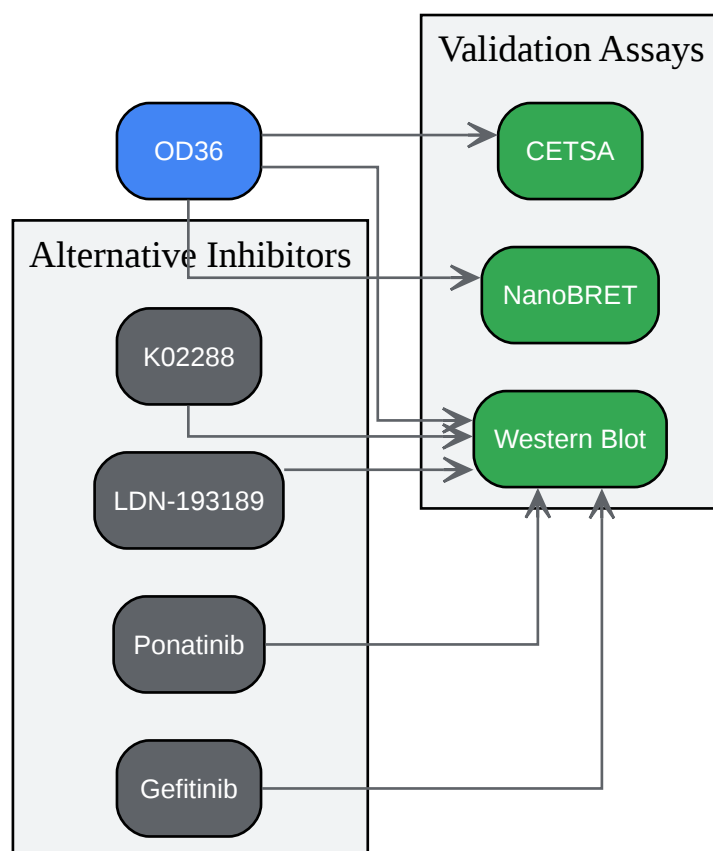 Validation Assays
OD36
CETSA
Alternative Inhibitors
NanoBRET
K02288
Western Blot
LDN-193189
Ponatinib
Gefitinib